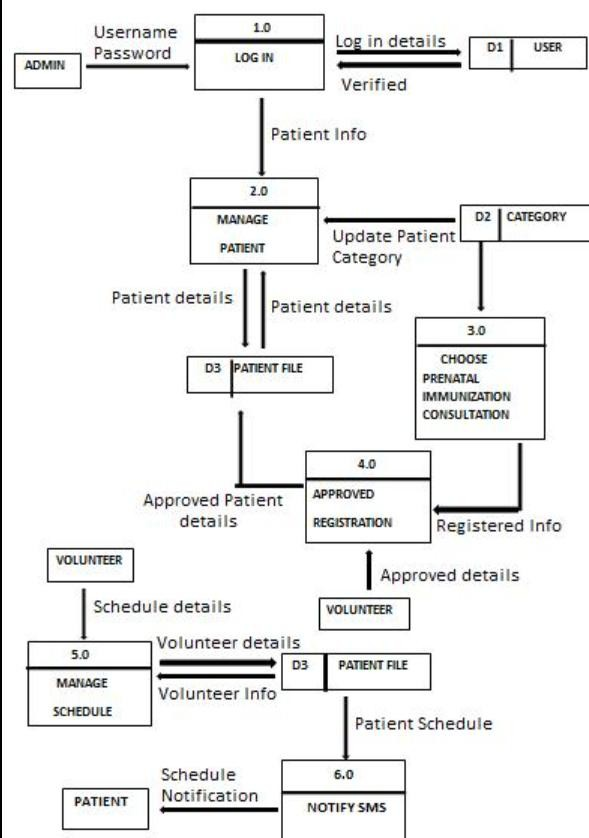 Username
Password
1.0
LOG IN
Log in details
D1 USER
ADMIN
Verified
Patient Info
2.0
MANAGE
PATIENT
D2 CATEGORY
Update Patient
Category
Patient details
Patient details
3.0
CHOOSE
PRENATAL
IMMUNIZATION
CONSULTATION
D3 PATIENT FILE
4.0
APPROVED
REGISTRATION
Approved Patient
details
Registered Info
VOLUNTEER
Approved details
Schedule details
VOLUNTEER
5.0
MANAGE
SCHEDULE
Volunteer details
D3 PATIENT FILE
Volunteer Info
Patient Schedule
Schedule
Notification
6.0
NOTIFY SMS
PATIENT